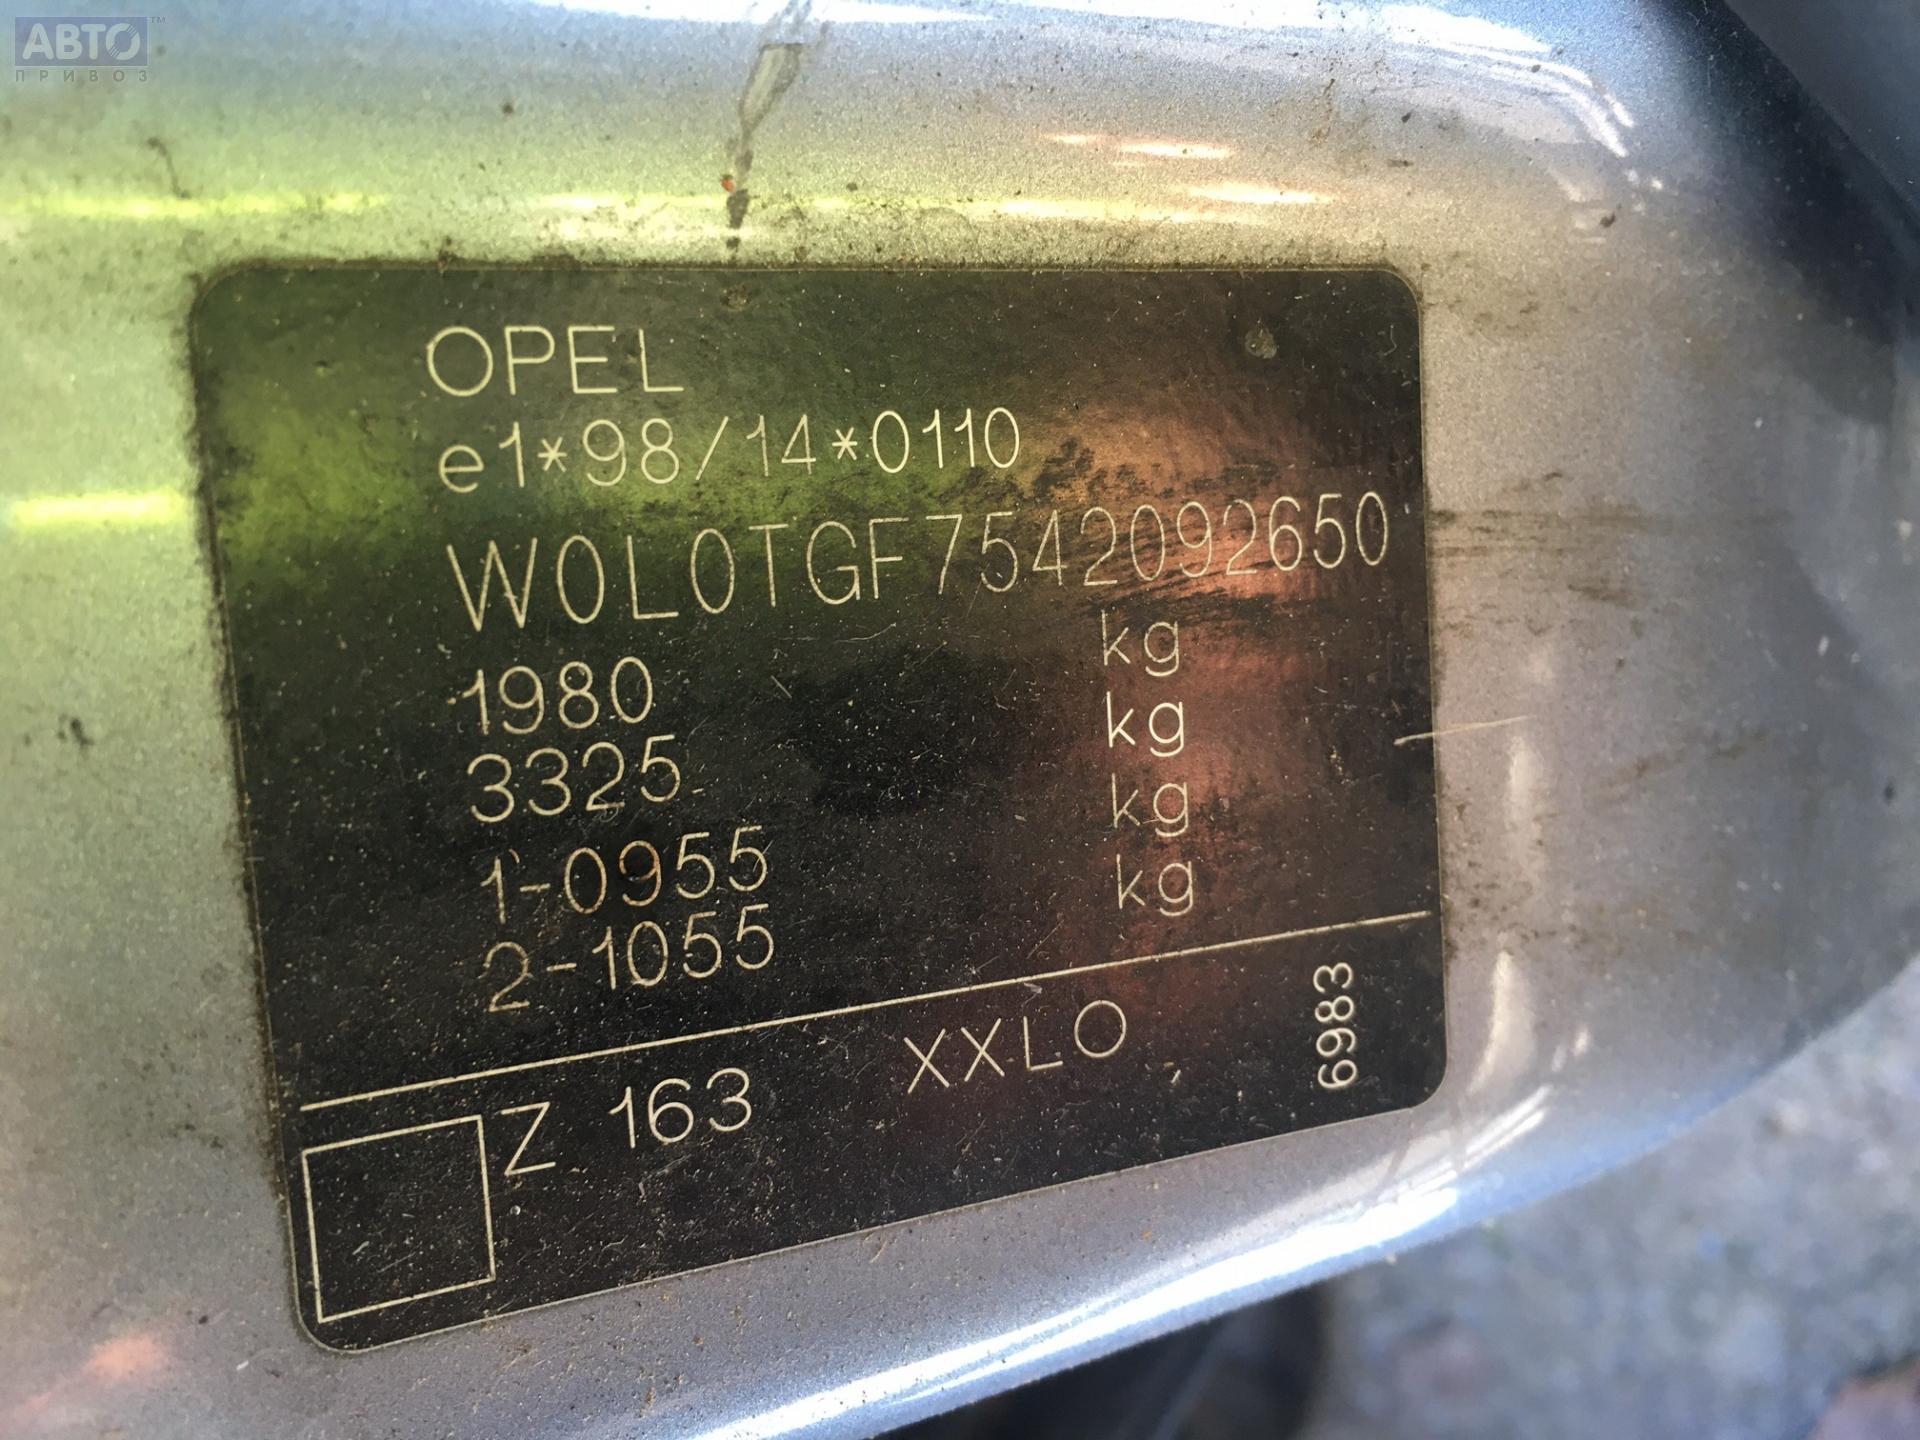 АВТО™
ПРИВОЗ
OPEL
e1*98/14*0110
W0L0TGF7542092650
1980 kg
3325 kg
1-0955 kg
2-1055 kg
Z 163 XXLO 6983